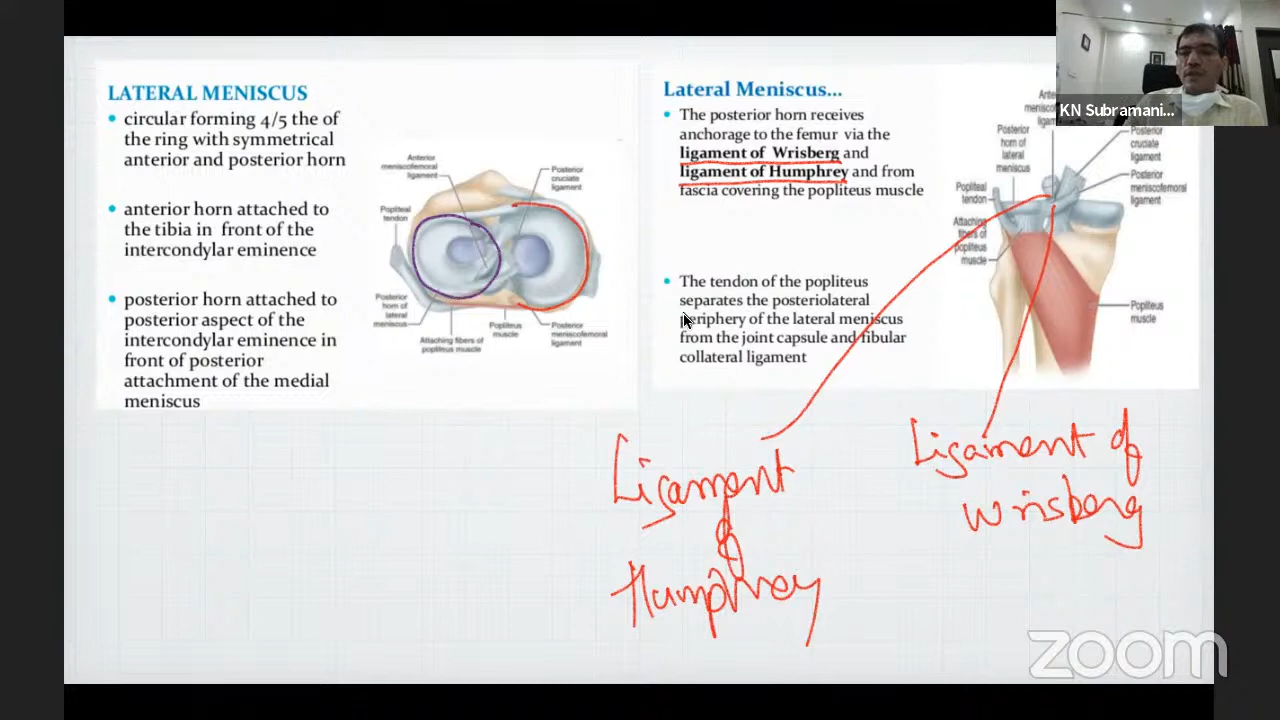 LATERAL MENISCUS
circular forming 4/5 the of
the ring with symmetrical
anterior and posterior horn
anterior horn attached to
the tibia in front of the
intercondylar eminence
posterior horn attached to
posterior aspect of the
intercondylar eminence in
front of posterior
attachment of the medial
meniscus
Anterior
meniscofemoral
ligament
Posterior
cruciate
ligament
Popliteal
tendon
Posterior
horn of
lateral
meniscus
Attaching fibers of
popliteus muscle
Popliteus
muscle
Posterior
meniscofemoral
ligament
Lateral Meniscus...
The posterior horn receives
anchorage to the femur via the
ligament of Wrisberg and
ligament of Humphrey and from
fascia covering the popliteus muscle
The tendon of the popliteus
separates the posteriolateral
periphery of the lateral meniscus
from the joint capsule and fibular
collateral ligament
Posterior
horn of
lateral
meniscus
Popliteal
tendon
Attaching
fibers of
popliteus
muscle
Posterior
cruciate
ligament
Posterior
meniscofemoral
ligament
Popliteus
muscle
KN Subramani...
Ligament
of
Humphrey
Ligament of
Wrisberg
zoom